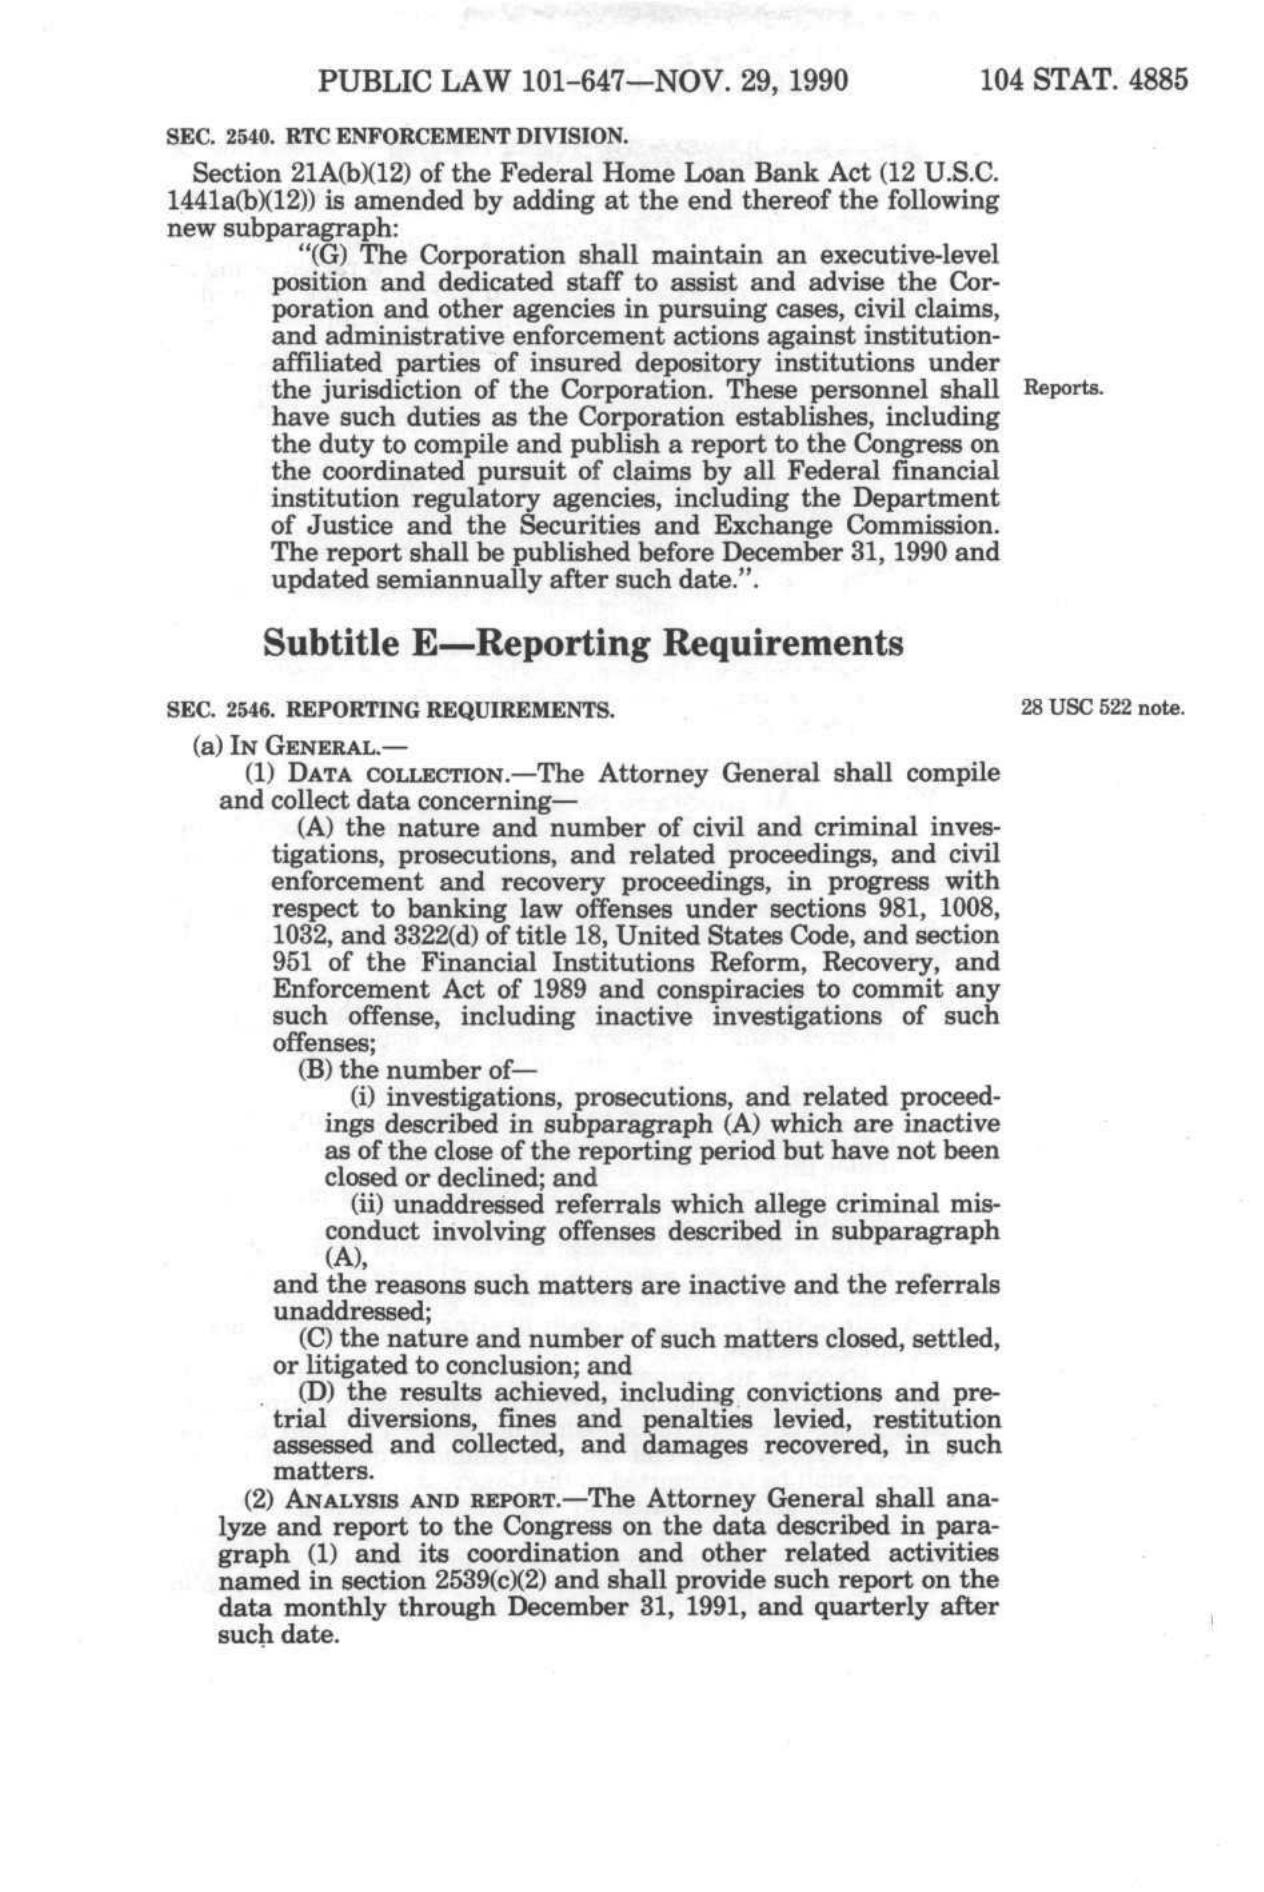 PUBLIC LAW 101–647—NOV. 29, 1990 104 STAT. 4885
SEC. 2540. RTC ENFORCEMENT DIVISION.
Section 21A(b)(12) of the Federal Home Loan Bank Act (12 U.S.C.
1441a(b)(12)) is amended by adding at the end thereof the following
new subparagraph:
"(G) The Corporation shall maintain an executive-level
position and dedicated staff to assist and advise the Cor-
poration and other agencies in pursuing cases, civil claims,
and administrative enforcement actions against institution-
affiliated parties of insured depository institutions under
the jurisdiction of the Corporation. These personnel shall Reports.
have such duties as the Corporation establishes, including
the duty to compile and publish a report to the Congress on
the coordinated pursuit of claims by all Federal financial
institution regulatory agencies, including the Department
of Justice and the Securities and Exchange Commission.
The report shall be published before December 31, 1990 and
updated semiannually after such date.".
Subtitle E—Reporting Requirements
SEC. 2546. REPORTING REQUIREMENTS. 28 USC 522 note.
(a) IN GENERAL.—
(1) DATA COLLECTION.—The Attorney General shall compile
and collect data concerning—
(A) the nature and number of civil and criminal inves-
tigations, prosecutions, and related proceedings, and civil
enforcement and recovery proceedings, in progress with
respect to banking law offenses under sections 981, 1008,
1032, and 3322(d) of title 18, United States Code, and section
951 of the Financial Institutions Reform, Recovery, and
Enforcement Act of 1989 and conspiracies to commit any
such offense, including inactive investigations of such
offenses;
(B) the number of—
(i) investigations, prosecutions, and related proceed-
ings described in subparagraph (A) which are inactive
as of the close of the reporting period but have not been
closed or declined; and
(ii) unaddressed referrals which allege criminal mis-
conduct involving offenses described in subparagraph
(A),
and the reasons such matters are inactive and the referrals
unaddressed;
(C) the nature and number of such matters closed, settled,
or litigated to conclusion; and
(D) the results achieved, including convictions and pre-
trial diversions, fines and penalties levied, restitution
assessed and collected, and damages recovered, in such
matters.
(2) ANALYSIS AND REPORT.—The Attorney General shall ana-
lyze and report to the Congress on the data described in para-
graph (1) and its coordination and other related activities
named in section 2539(c)(2) and shall provide such report on the
data monthly through December 31, 1991, and quarterly after
such date.